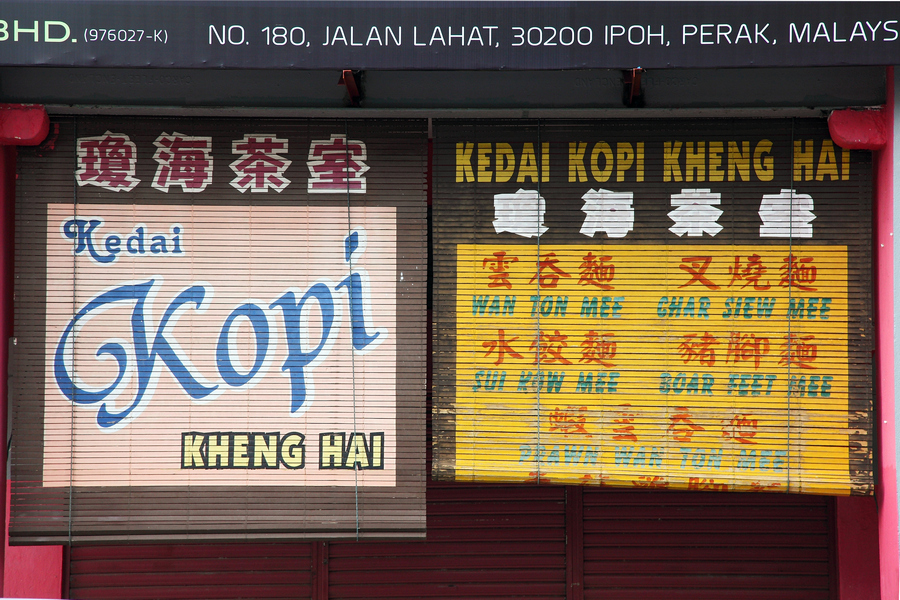 BHD. (976027-K) NO. 180, JALAN LAHAT, 30200 IPOH, PERAK, MALAYS
瓊海茶室
Kedai
Kopi
KHENG HAI
KEDAI KOPI KHENG HAI
瓊海茶室
雲吞麵 叉燒麵
WAN TON MEE CHAR SIEW MEE
水餃麵 豬腳麵
SUI KOW MEE BOAR FEET MEE
蝦雲吞麵
PRAWN WAN TON MEE